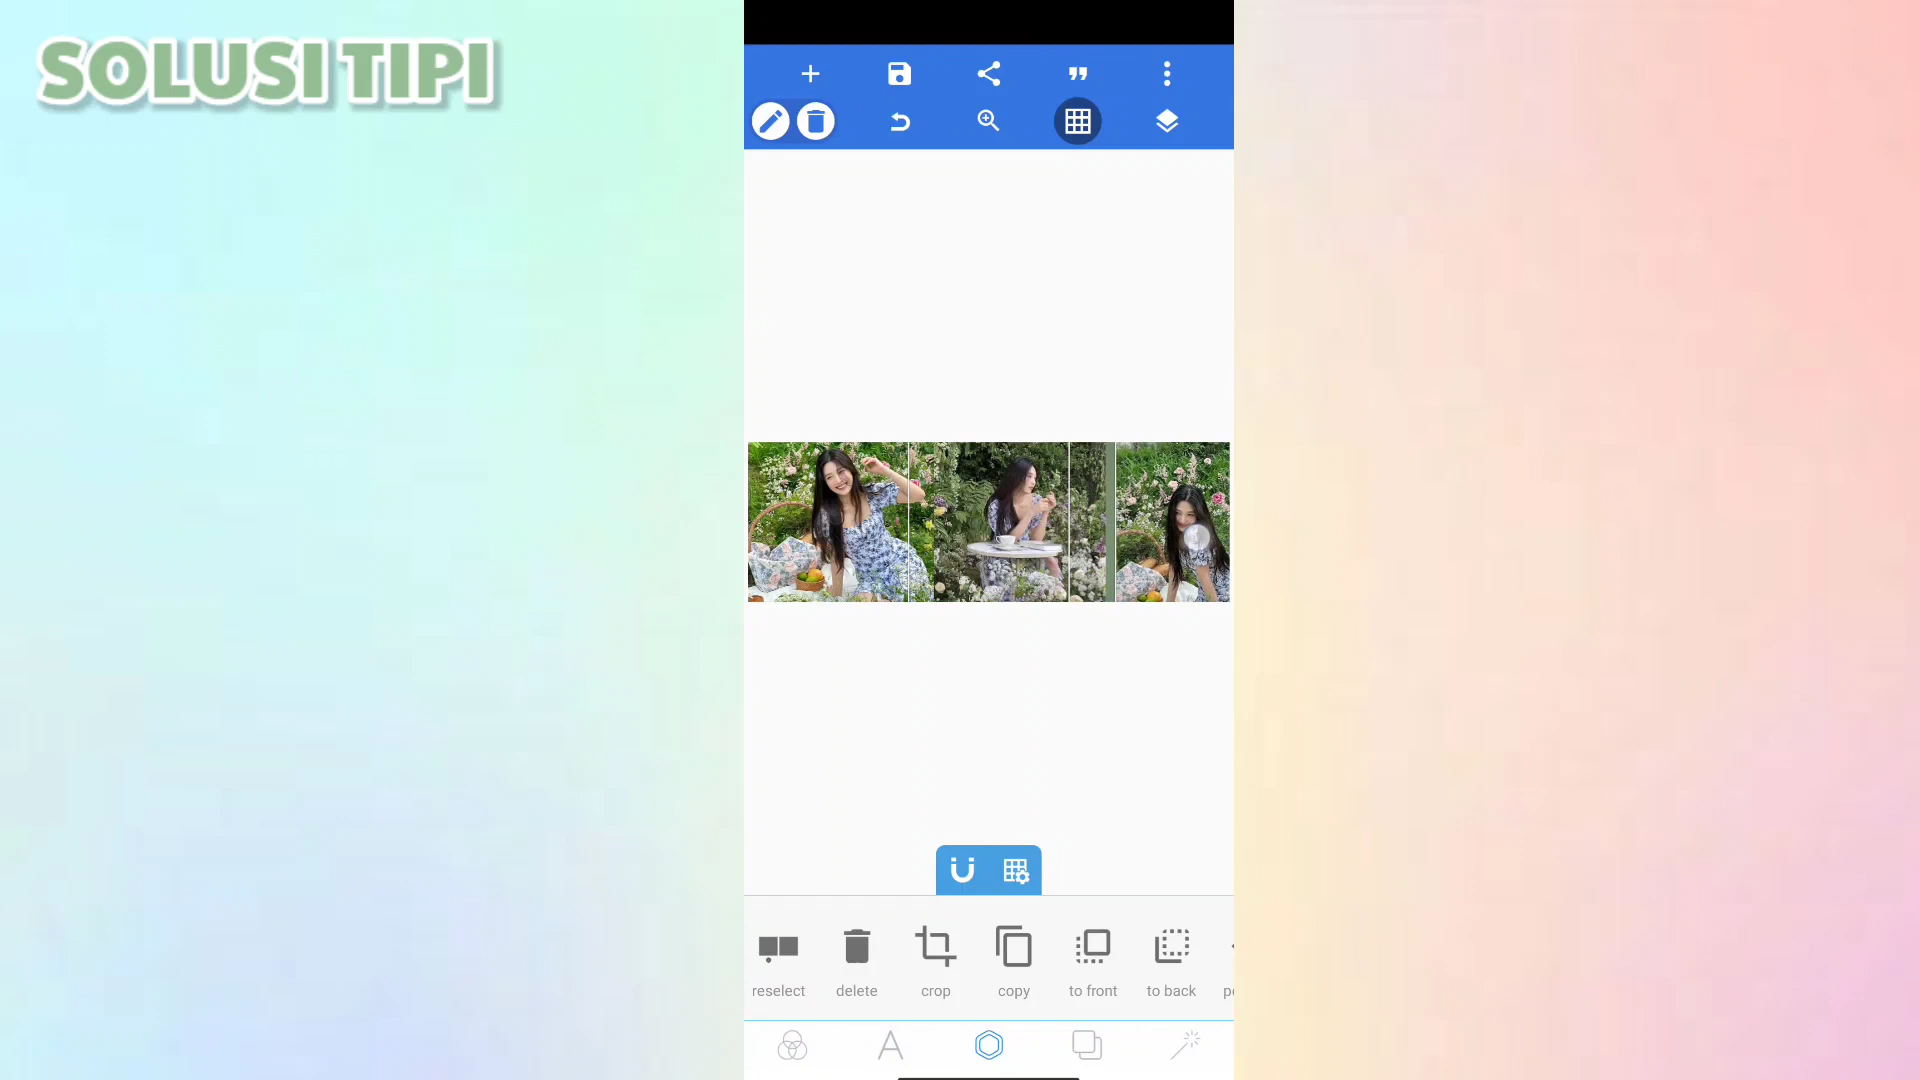 SOLUSI TIPI
reselect
delete
crop
copy
to front
to back